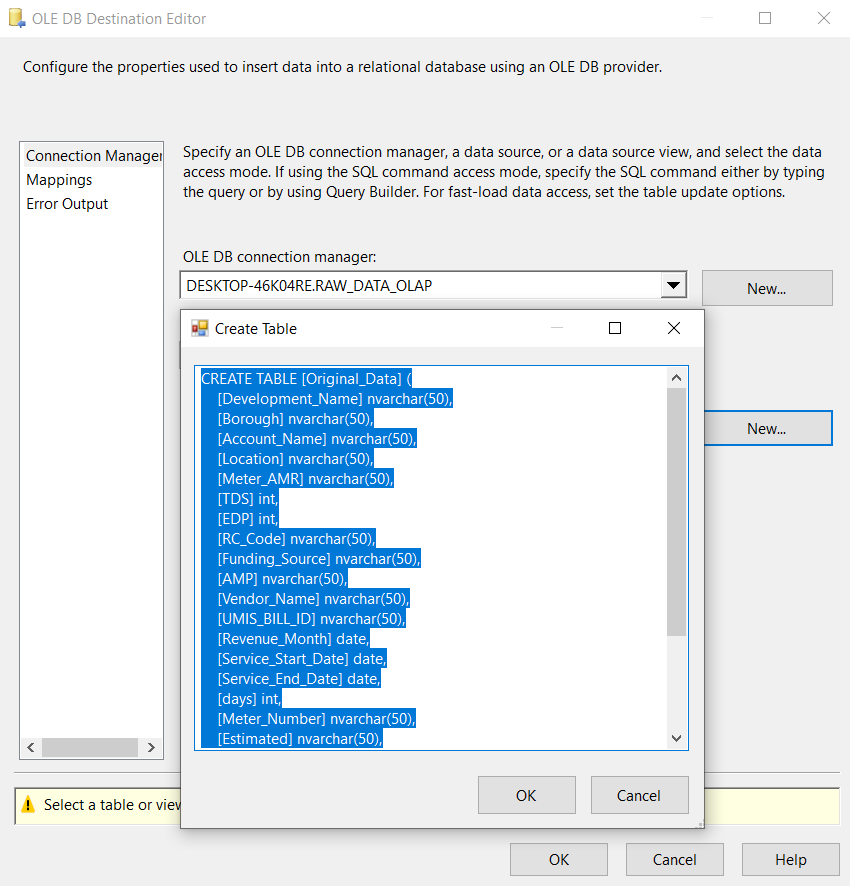 OLE DB Destination Editor
Configure the properties used to insert data into a relational database using an OLE DB provider.
Connection Manager
Mappings
Error Output
Specify an OLE DB connection manager, a data source, or a data source view, and select the data
access mode. If using the SQL command access mode, specify the SQL command either by typing
the query or by using Query Builder. For fast-load data access, set the table update options.
OLE DB connection manager:
DESKTOP-46K04RE.RAW_DATA_OLAP
New...
Create Table
CREATE TABLE [Original_Data] (
[Development_Name] nvarchar(50),
[Borough] nvarchar(50),
[Account_Name] nvarchar(50),
[Location] nvarchar(50),
[Meter_AMR] nvarchar(50),
[TDS] int,
[EDP] int,
[RC_Code] nvarchar(50),
[Funding_Source] nvarchar(50),
[AMP] nvarchar(50),
[Vendor_Name] nvarchar(50),
[UMIS_BILL_ID] nvarchar(50),
[Revenue_Month] date,
[Service_Start_Date] date,
[Service_End_Date] date,
[days] int,
[Meter_Number] nvarchar(50),
[Estimated] nvarchar(50),
New...
OK
Cancel
Select a table or view
OK
Cancel
Help